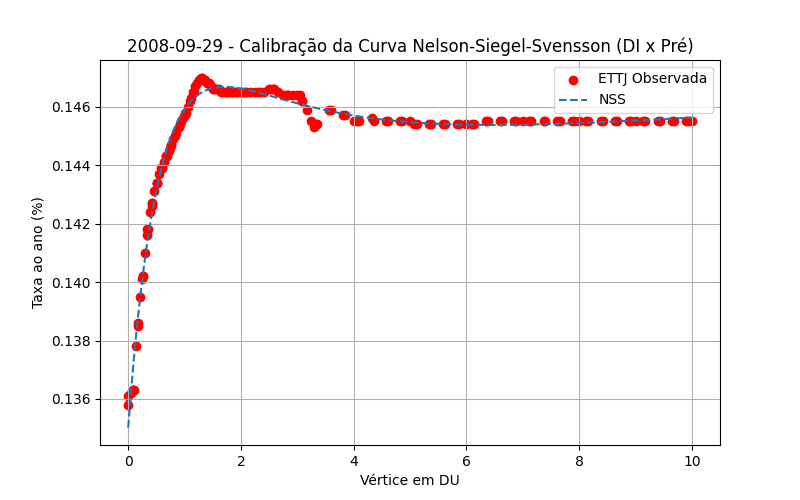 2008-09-29 - Calibração da Curva Nelson-Siegel-Svensson (DI x Pré)
ETTJ Observada
NSS
Taxa ao ano (%)
0.146
0.144
0.142
0.140
0.138
0.136
0
2
4
6
8
10
Vértice em DU